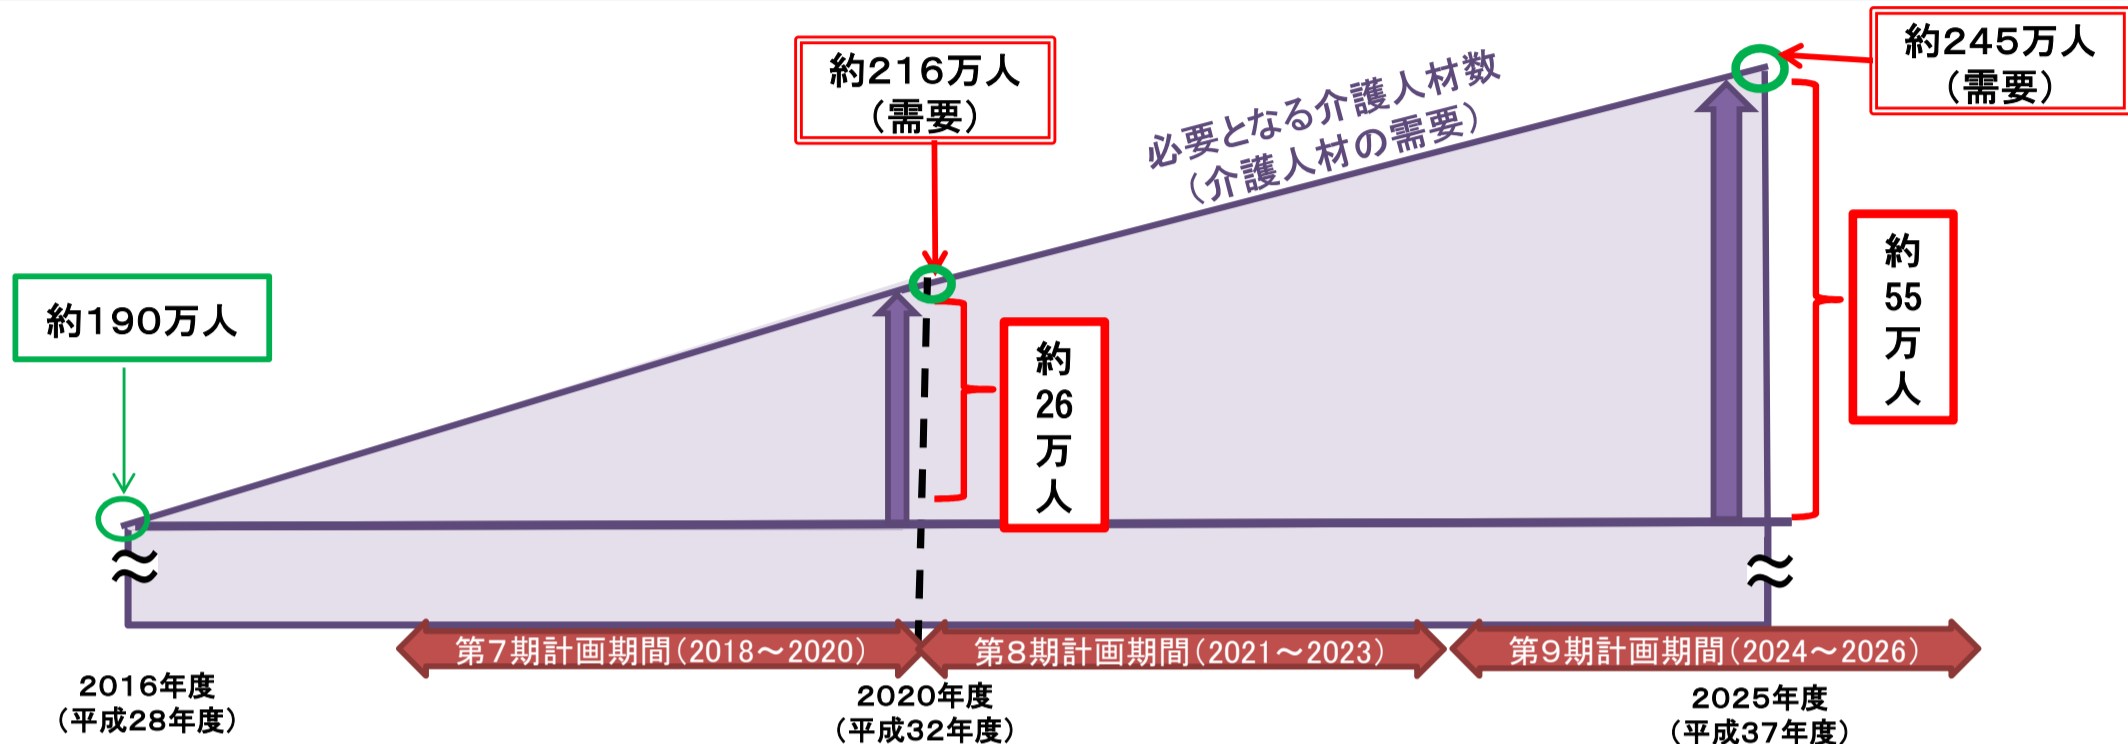 約245万人
（需要）
約216万人
（需要）
必要となる介護人材数
（介護人材の需要）
約190万人
約
26
万
人
約
55
万
人
第7期計画期間（2018～2020）
第8期計画期間（2021～2023）
第9期計画期間（2024～2026）
2016年度
（平成28年度）
2020年度
（平成32年度）
2025年度
（平成37年度）